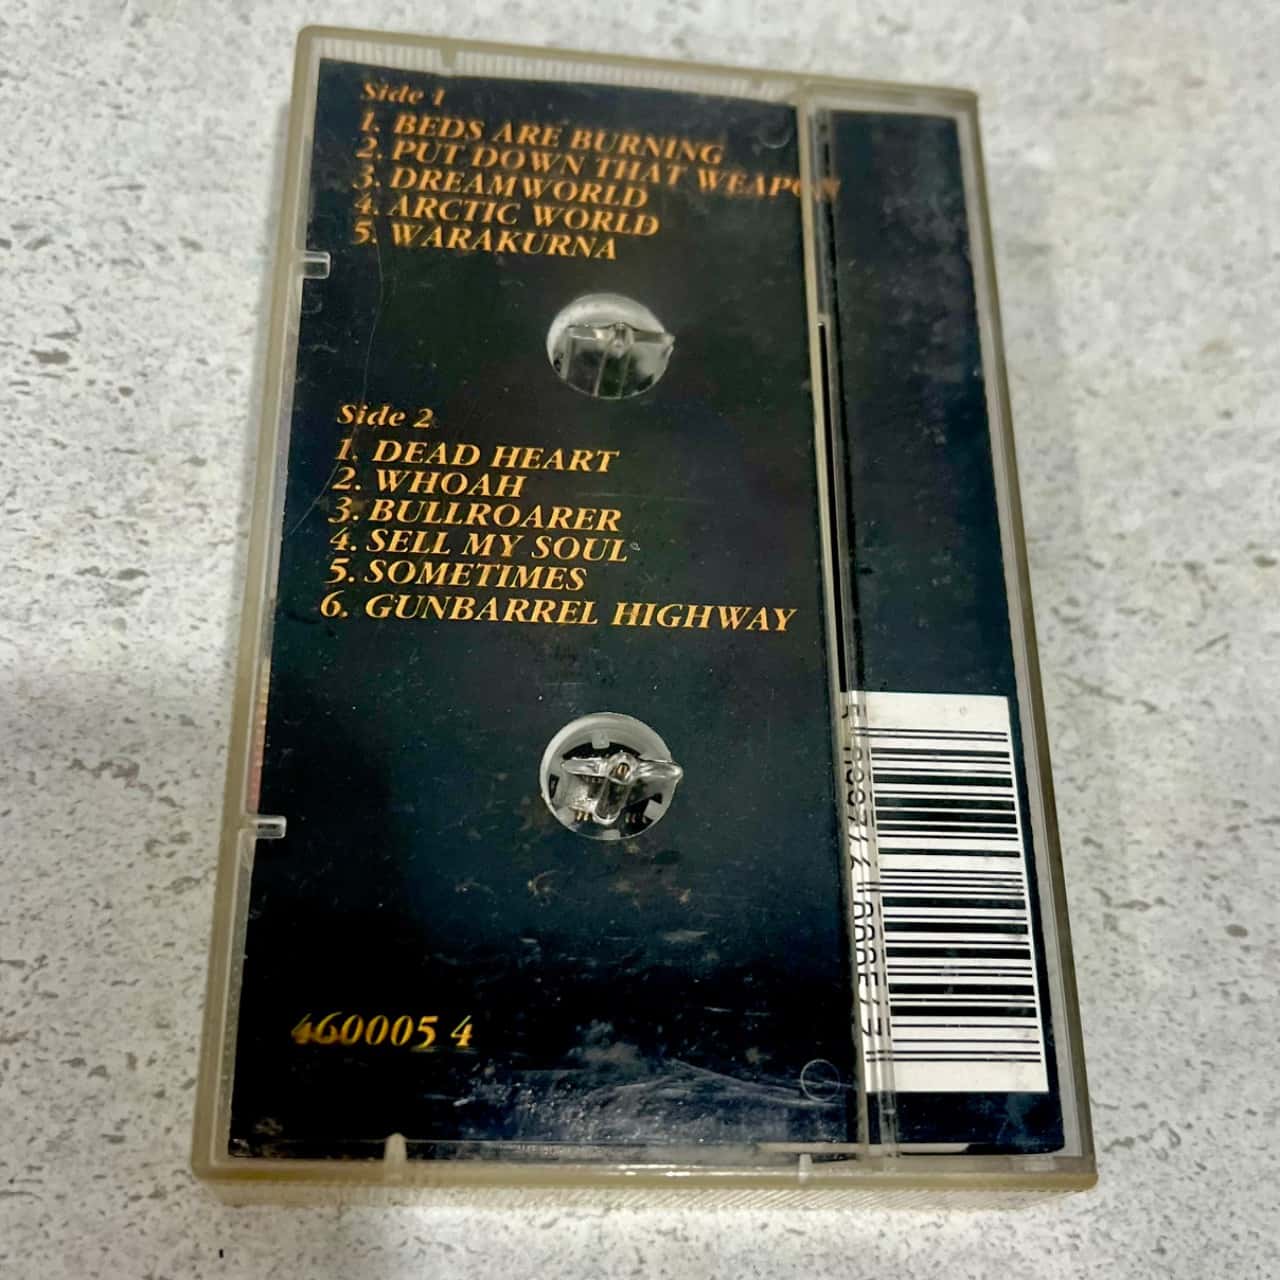 Side 1
1. BEDS ARE BURNING
2. PUT DOWN THAT WEAPON
3. DREAMWORLD
4. ARCTIC WORLD
5. WARAKURNA
Side 2
1. DEAD HEART
2. WHOAH
3. BULLROARER
4. SELL MY SOUL
5. SOMETIMES
6. GUNBARREL HIGHWAY
460005 4